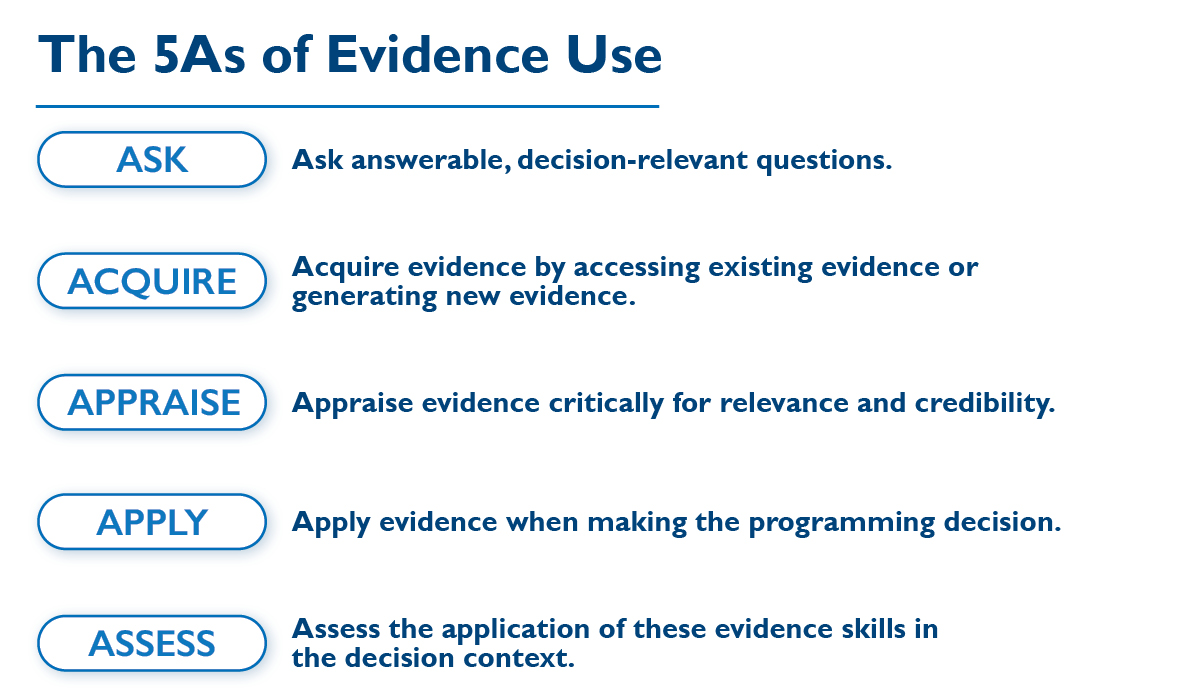 The 5As of Evidence Use
ASK
Ask answerable, decision-relevant questions.
ACQUIRE
Acquire evidence by accessing existing evidence or
generating new evidence.
APPRAISE
Appraise evidence critically for relevance and credibility.
APPLY
Apply evidence when making the programming decision.
ASSESS
Assess the application of these evidence skills in
the decision context.